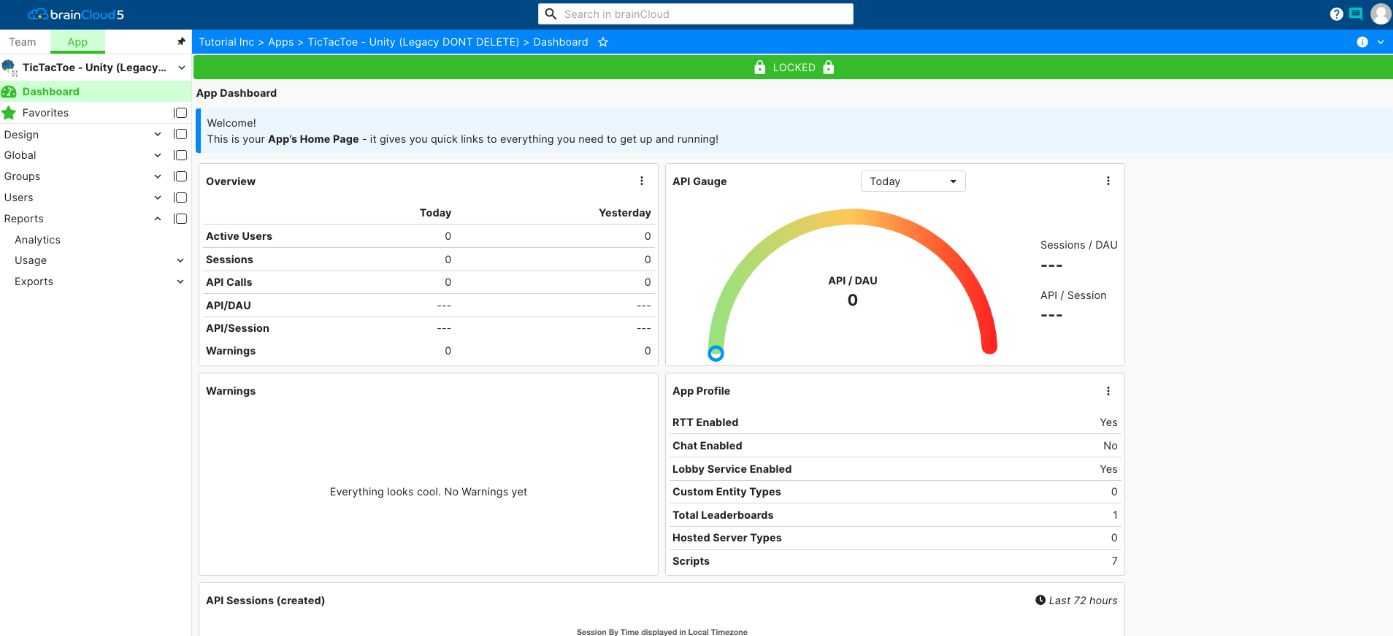 brainCloud 5
Search in brainCloud
Team
App
Tutorial Inc > Apps > TicTacToe - Unity (Legacy DONT DELETE) > Dashboard
TicTacToe - Unity (Legacy...
LOCKED
Dashboard
Favorites
Design
Global
Groups
Users
Reports
Analytics
Usage
Exports
App Dashboard
Welcome!
This is your App's Home Page - it gives you quick links to everything you need to get up and running!
Overview
Today Yesterday
Active Users 0 0
Sessions 0 0
API Calls 0 0
API/DAU --- ---
API/Session --- ---
Warnings 0 0
API Gauge
Today
API / DAU
0
Sessions / DAU
---
API / Session
---
Warnings
Everything looks cool. No Warnings yet
App Profile
RTT Enabled Yes
Chat Enabled No
Lobby Service Enabled Yes
Custom Entity Types 0
Total Leaderboards 1
Hosted Server Types 0
Scripts 7
API Sessions (created)
Last 72 hours
Session By Time displayed in Local Timezone